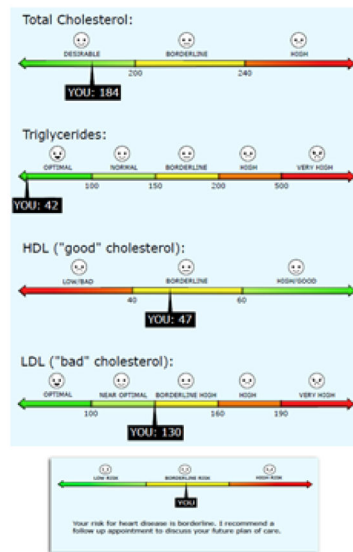 Total Cholesterol:
DESIRABLE BORDERLINE HIGH
200 240
YOU: 184
Triglycerides:
OPTIMAL NORMAL BORDERLINE HIGH VERY HIGH
100 150 200 500
YOU: 42
HDL ("good" cholesterol):
LOW/BAD BORDERLINE HIGH/GOOD
40 60
YOU: 47
LDL ("bad" cholesterol):
OPTIMAL NEAR OPTIMAL BORDERLINE HIGH HIGH VERY HIGH
100 160 190
YOU: 130
LOW RISK BORDERLINE RISK HIGH RISK
YOU
Your risk for heart disease is borderline. I recommend a
follow up appointment to discuss your future plan of care.